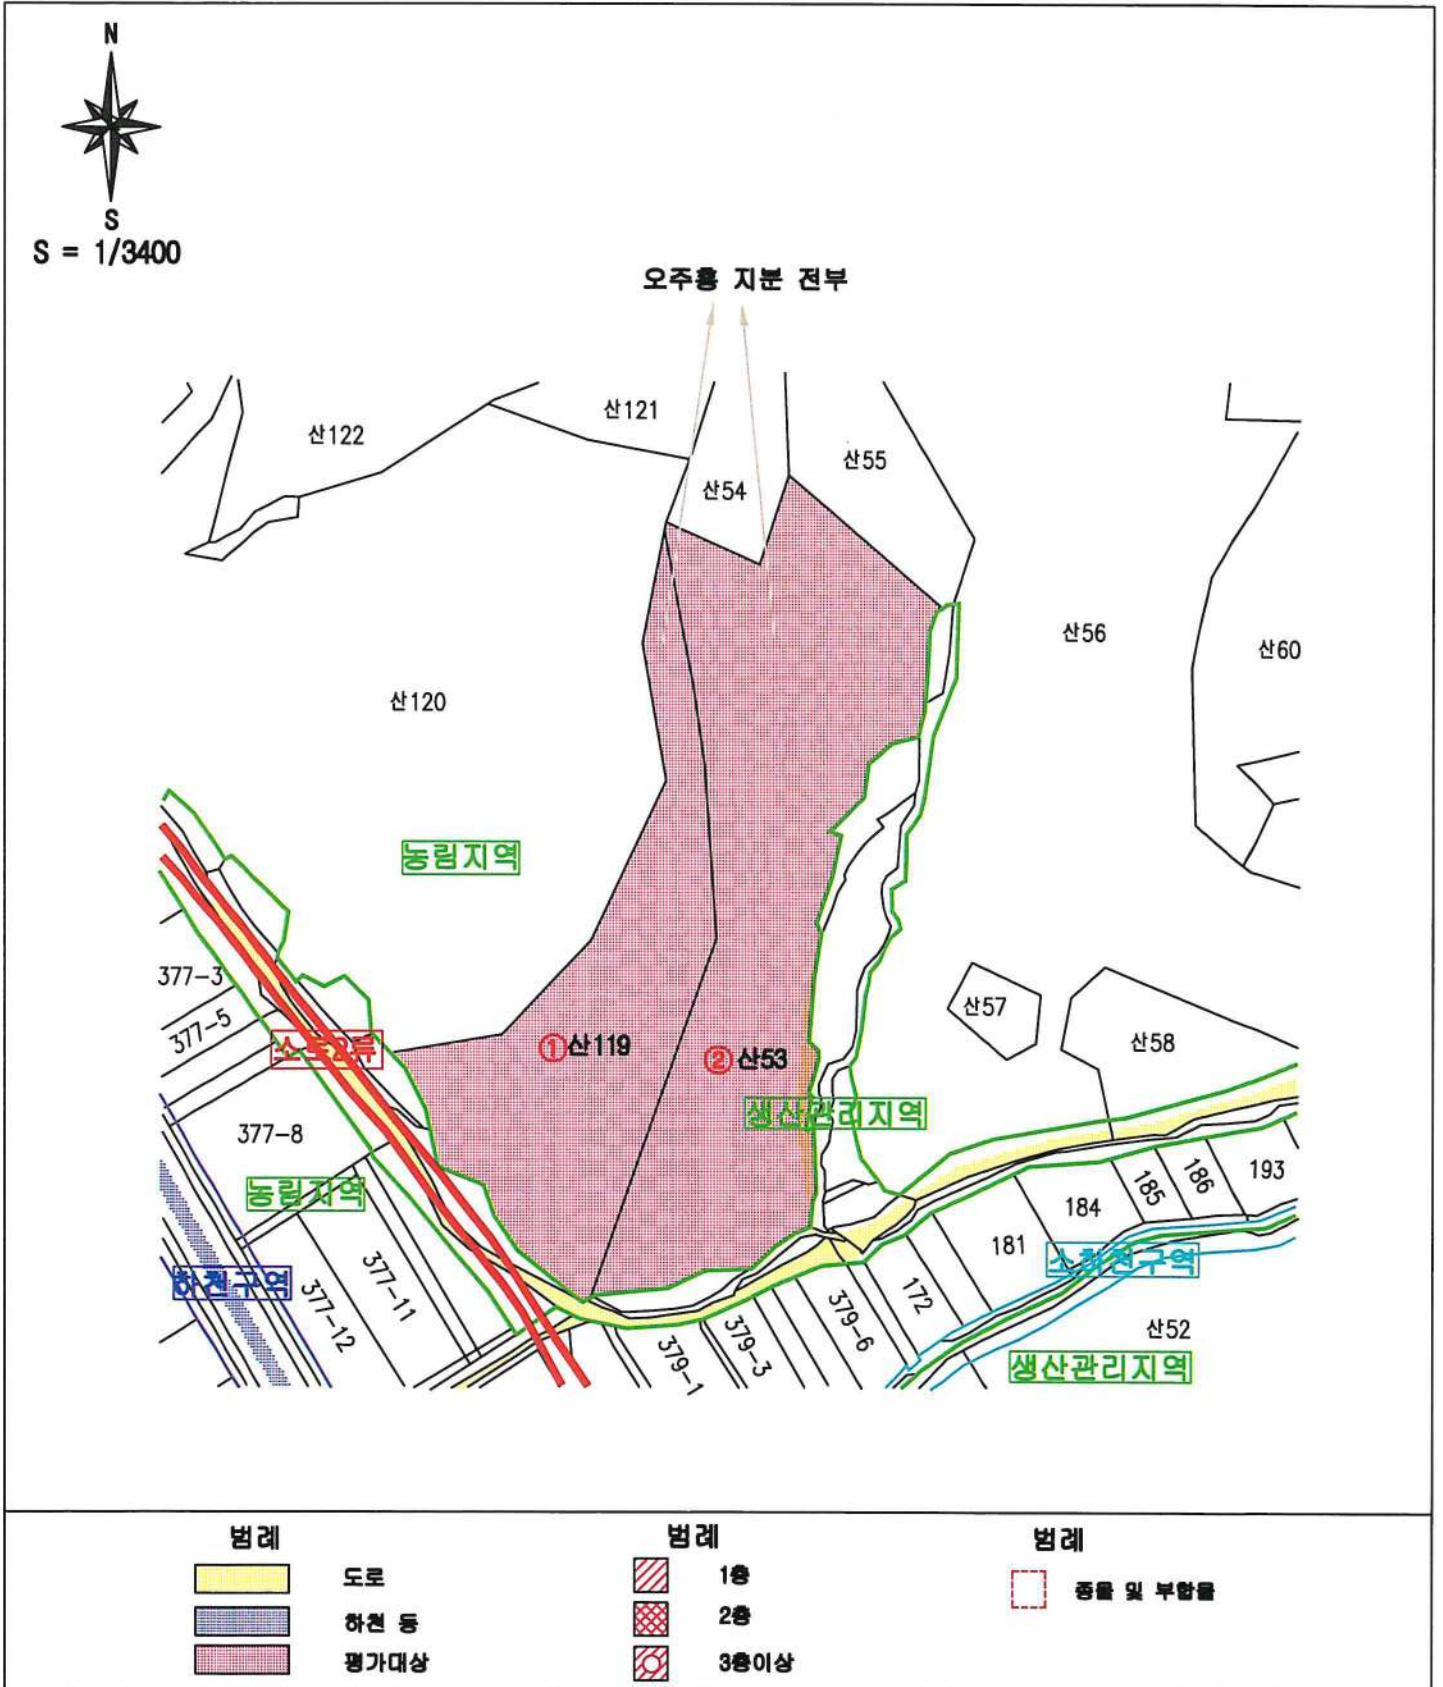 N
S
S = 1/3400
오주흥 지분 전부
산122
산121
산54
산55
산56
산60
산120
농림지역
377-3
377-5
소로2류
①산119
②산53
산57
산58
생산관리지역
377-8
농림지역
193
186
185
184
181
소하천구역
하천구역
377-11
377-12
172
379-6
379-3
379-1
산52
생산관리지역
범례
도로
하천 등
평가대상
범례
1층
2층
3층이상
범례
종물 및 부합물